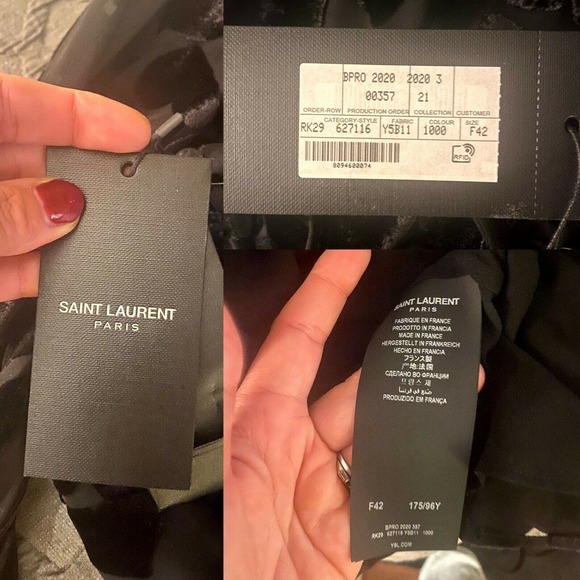 SAINT LAURENT
PARIS
BPRO 2020 2020 3
00357 21
ORDER-ROW PRODUCTION ORDER COLLECTION CUSTOMER
CATEGORY-STYLE FABRIC COLOUR SIZE
RK29 627116 Y5B11 1000 F42
8094600074
RFID
SAINT LAURENT
PARIS
FABRIQUE EN FRANCE
PRODOTTO IN FRANCIA
MADE IN FRANCE
HERGESTELLT IN FRANKREICH
HECHO EN FRANCIA
フランス製
产地:法国
СДЕЛАНО ВО ФРАНЦИИ
프랑스 제
صنع في فرنسا
PRODUZIDO EM FRANÇA
F42 175/96Y
BPRO 2020 357
RK29 627116 Y5B11 1000
YSL.COM